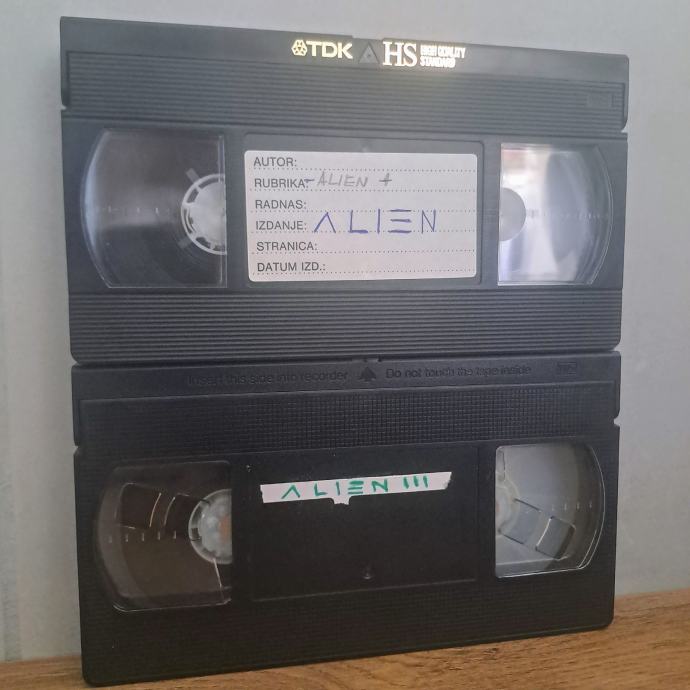 TDK HS HIGH QUALITY
STANDARD
AUTOR:
RUBRIKA: - ALIEN +
RADNAS:
IZDANJE: ALIEN
STRANICA:
DATUM IZD.:
Insert this side into recorder Do not touch the tape inside
ALIEN III